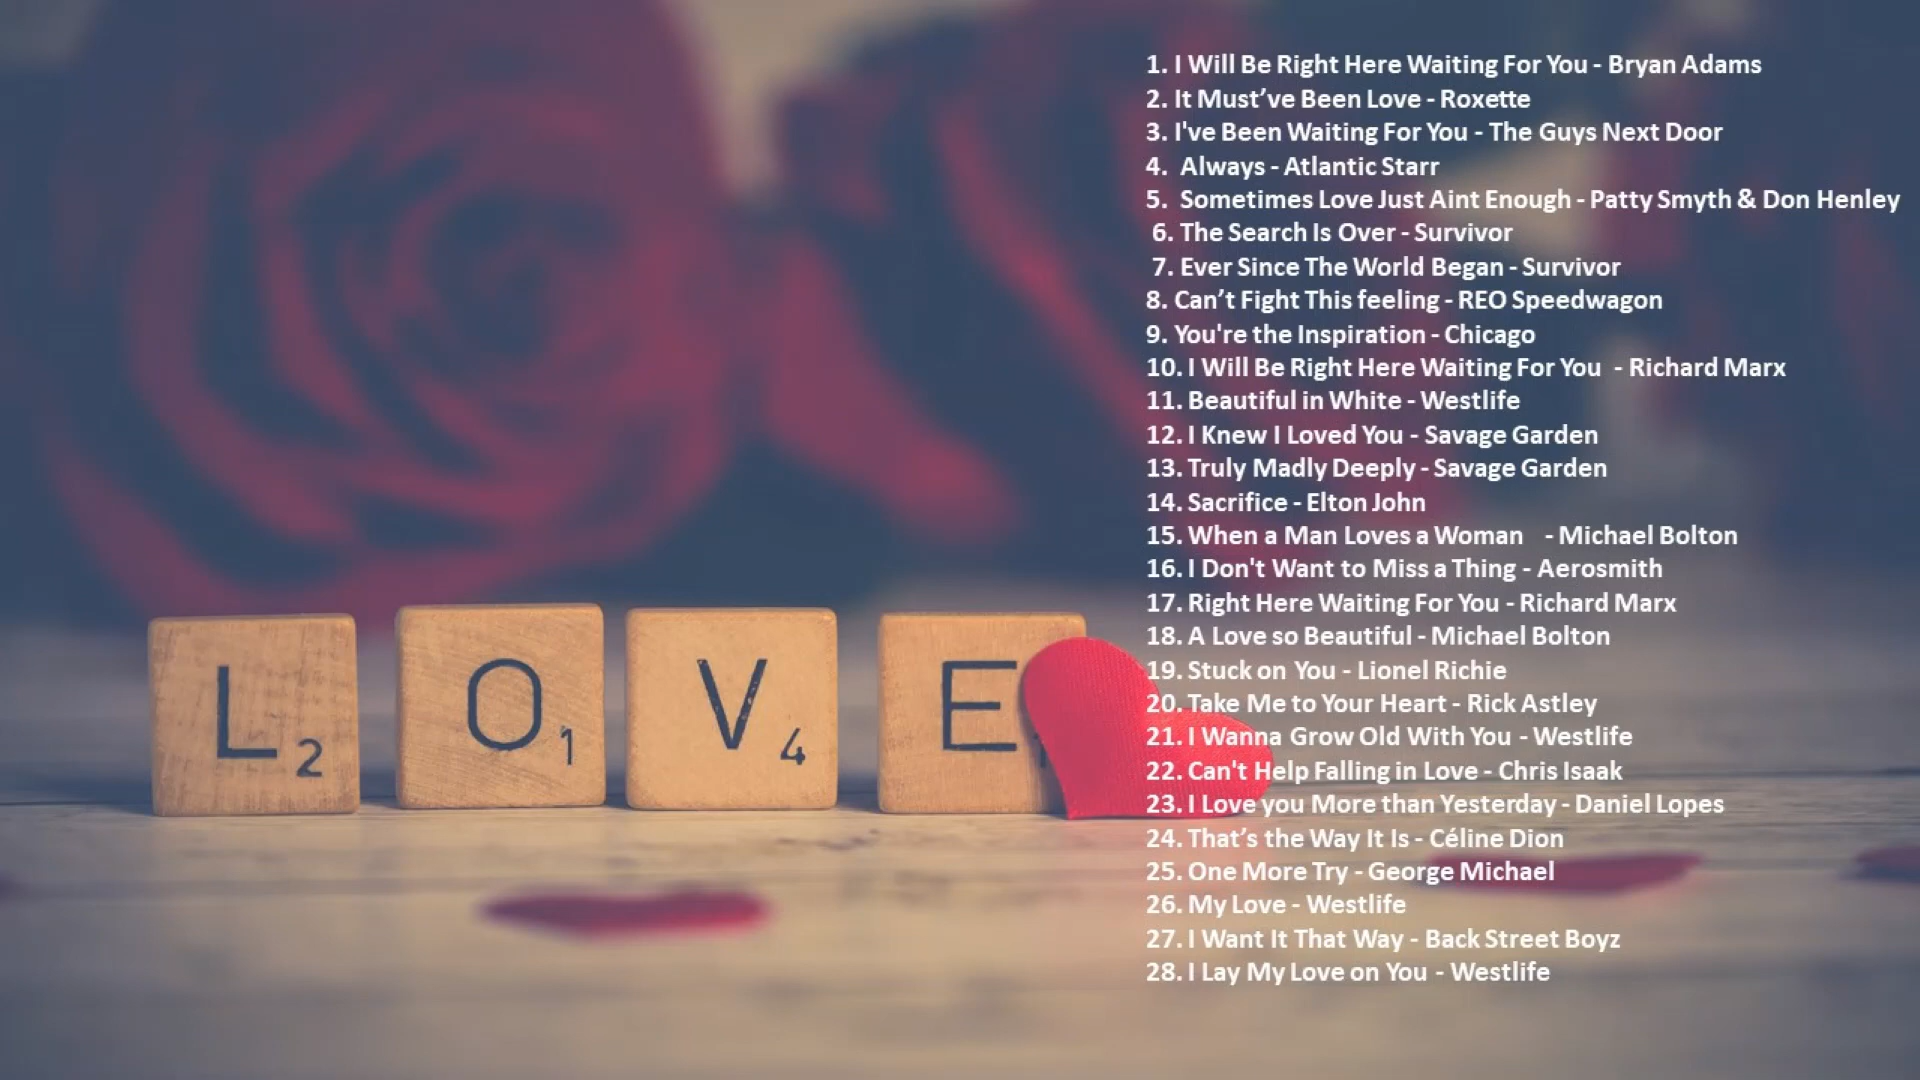 L2 O1 V4 E
1. I Will Be Right Here Waiting For You - Bryan Adams
2. It Must’ve Been Love - Roxette
3. I've Been Waiting For You - The Guys Next Door
4. Always - Atlantic Starr
5. Sometimes Love Just Aint Enough - Patty Smyth & Don Henley
6. The Search Is Over - Survivor
7. Ever Since The World Began - Survivor
8. Can’t Fight This feeling - REO Speedwagon
9. You're the Inspiration - Chicago
10. I Will Be Right Here Waiting For You - Richard Marx
11. Beautiful in White - Westlife
12. I Knew I Loved You - Savage Garden
13. Truly Madly Deeply - Savage Garden
14. Sacrifice - Elton John
15. When a Man Loves a Woman - Michael Bolton
16. I Don't Want to Miss a Thing - Aerosmith
17. Right Here Waiting For You - Richard Marx
18. A Love so Beautiful - Michael Bolton
19. Stuck on You - Lionel Richie
20. Take Me to Your Heart - Rick Astley
21. I Wanna Grow Old With You - Westlife
22. Can't Help Falling in Love - Chris Isaak
23. I Love you More than Yesterday - Daniel Lopes
24. That’s the Way It Is - Céline Dion
25. One More Try - George Michael
26. My Love - Westlife
27. I Want It That Way - Back Street Boyz
28. I Lay My Love on You - Westlife